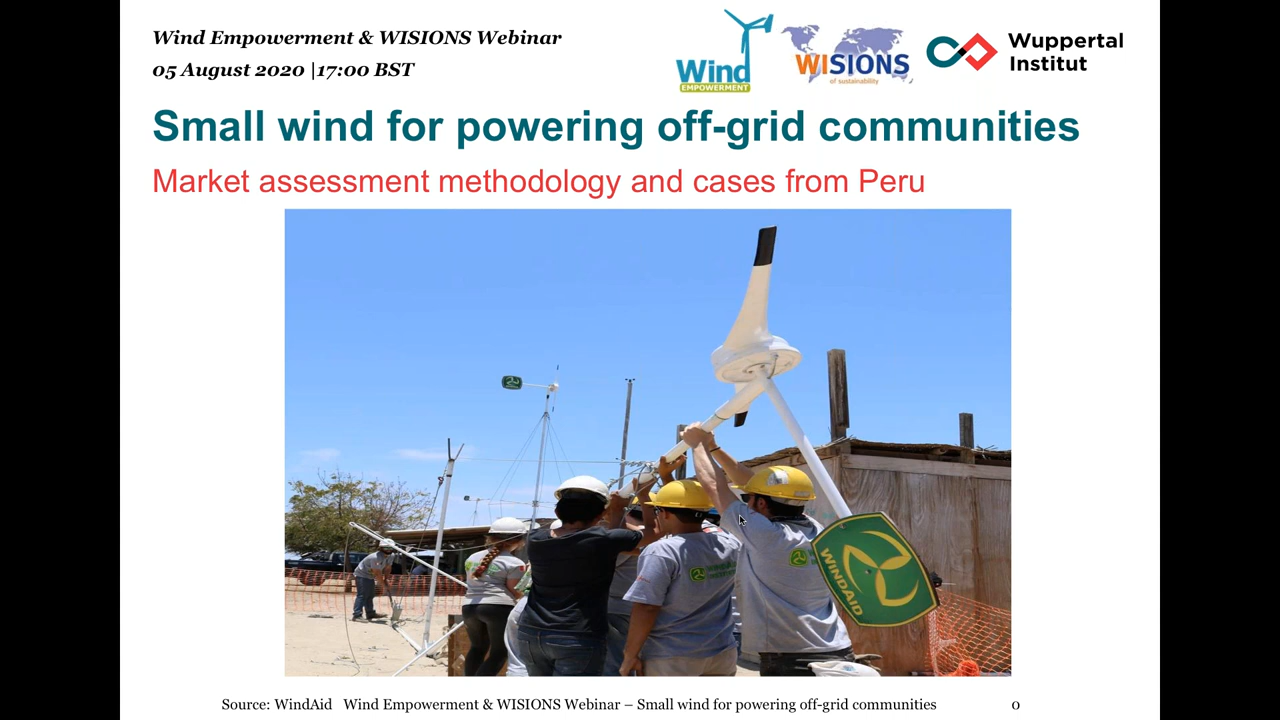 Wind Empowerment & WISIONS Webinar
05 August 2020 |17:00 BST
Wind
EMPOWERMENT
WISIONS
of sustainability
Wuppertal
Institut
Small wind for powering off-grid communities
Market assessment methodology and cases from Peru
WINDAID
Source: WindAid Wind Empowerment & WISIONS Webinar – Small wind for powering off-grid communities 0